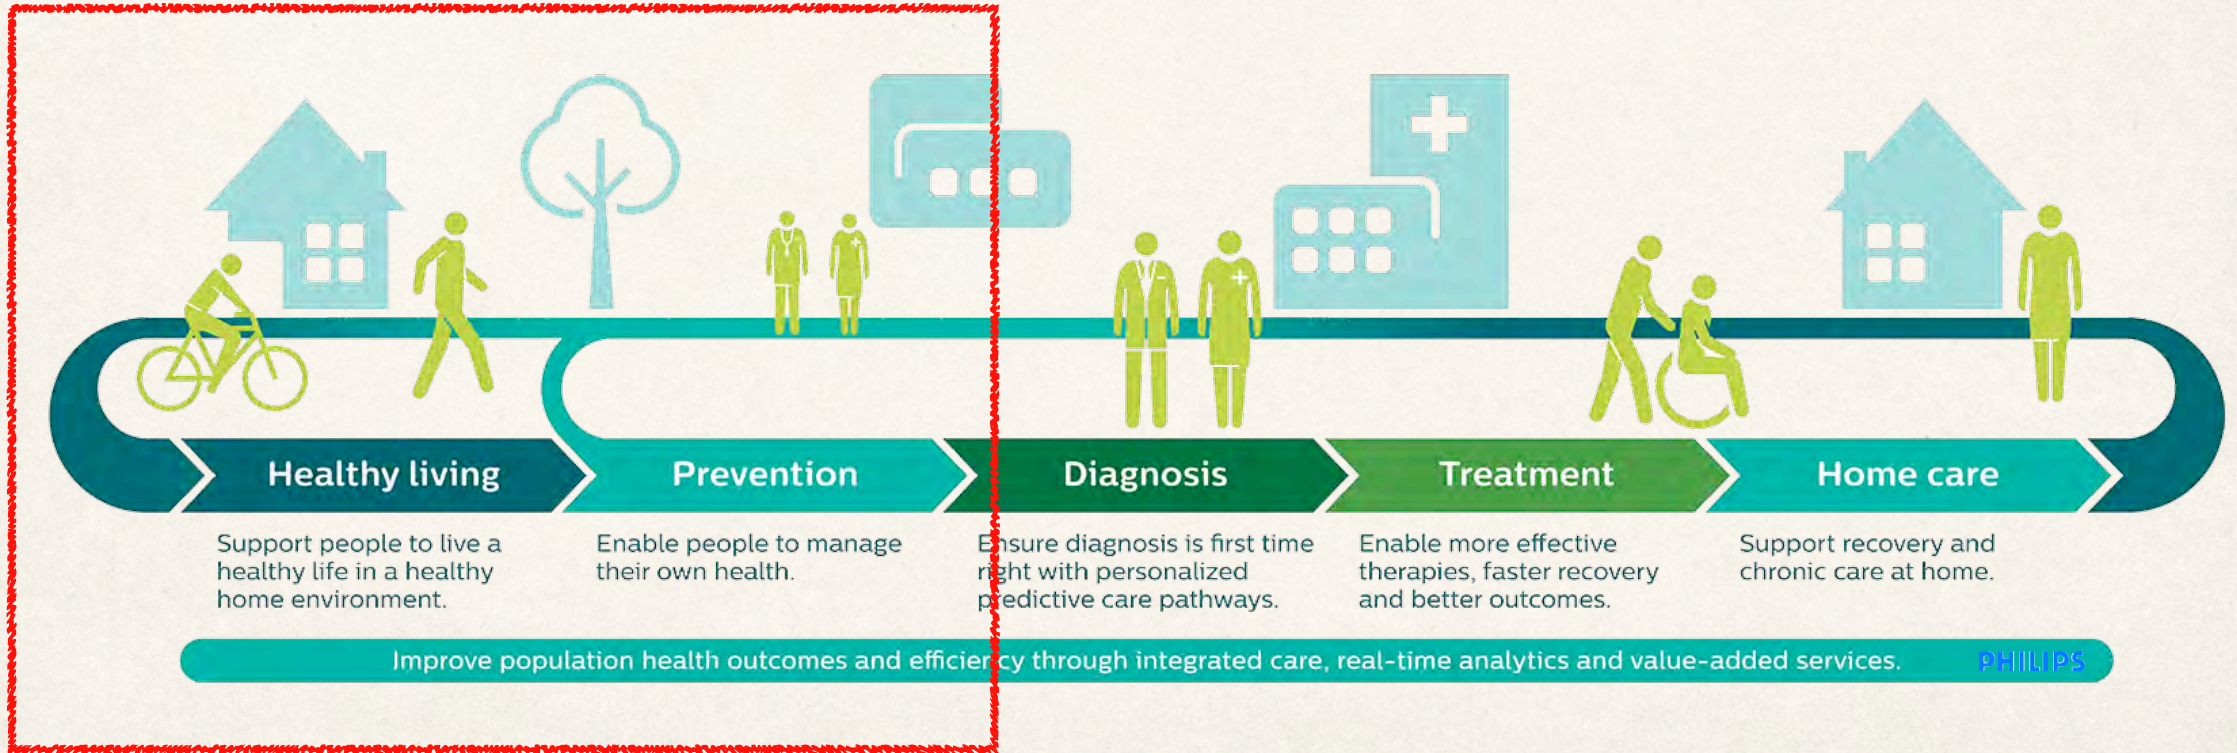 Healthy living
Prevention
Diagnosis
Treatment
Home care
Support people to live a
healthy life in a healthy
home environment.
Enable people to manage
their own health.
Ensure diagnosis is first time
right with personalized
predictive care pathways.
Enable more effective
therapies, faster recovery
and better outcomes.
Support recovery and
chronic care at home.
Improve population health outcomes and efficiency through integrated care, real-time analytics and value-added services.
PHILIPS